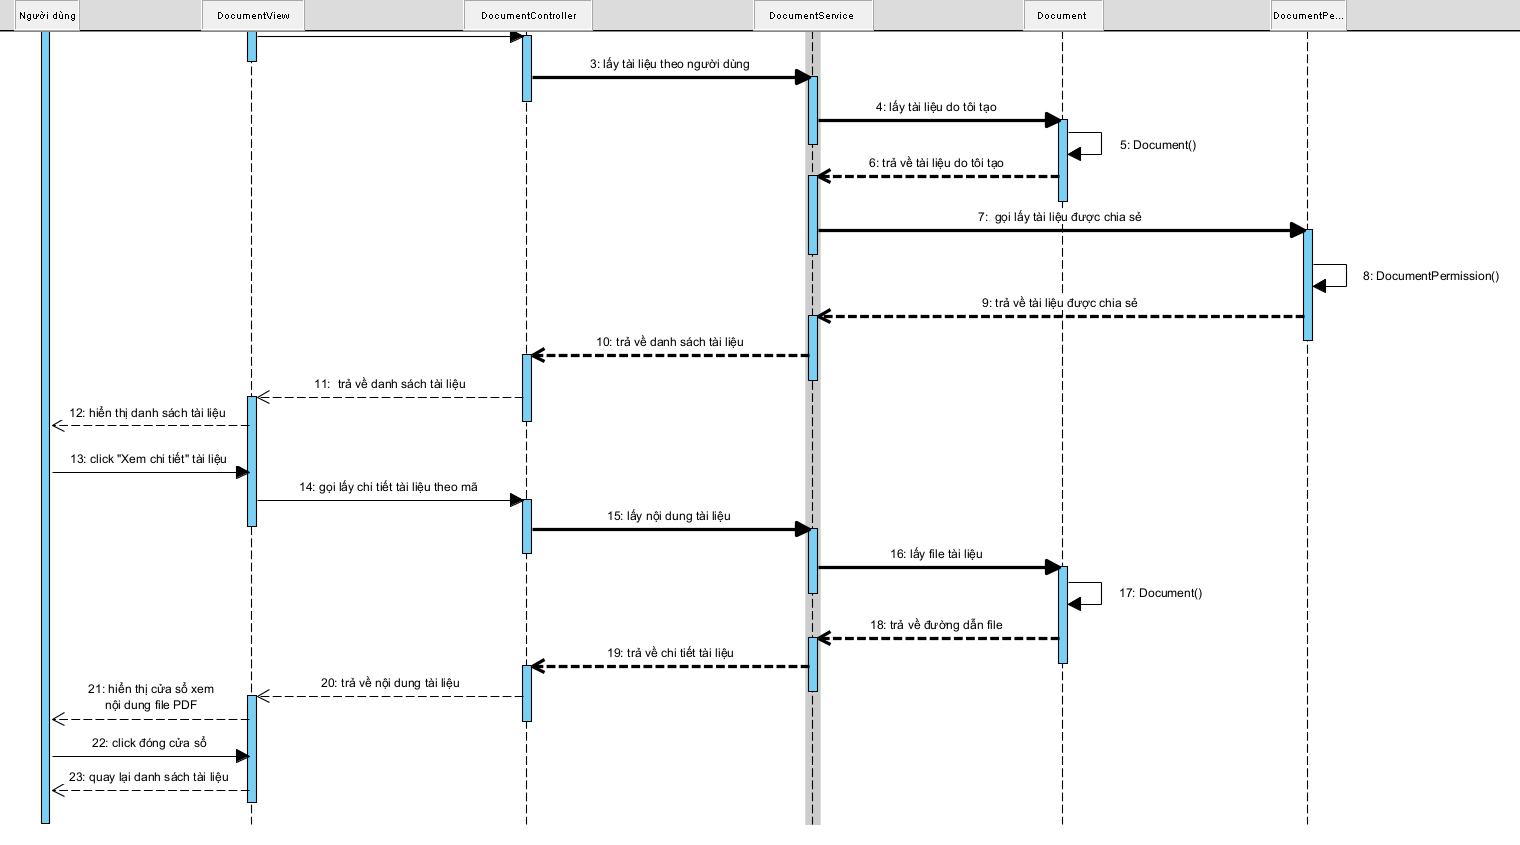 Người dùng
DocumentView
DocumentController
DocumentService
Document
DocumentPe...
3: lấy tài liệu theo người dùng
4: lấy tài liệu do tôi tạo
5: Document()
6: trả về tài liệu do tôi tạo
7:  gọi lấy tài liệu được chia sẻ
8: DocumentPermission()
9: trả về tài liệu được chia sẻ
10: trả về danh sách tài liệu
11:  trả về danh sách tài liệu
12: hiển thị danh sách tài liệu
13: click "Xem chi tiết" tài liệu
14: gọi lấy chi tiết tài liệu theo mã
15: lấy nội dung tài liệu
16: lấy file tài liệu
17: Document()
18: trả về đường dẫn file
19: trả về chi tiết tài liệu
20: trả về nội dung tài liệu
21: hiển thị cửa sổ xem
nội dung file PDF
22: click đóng cửa sổ
23: quay lại danh sách tài liệu